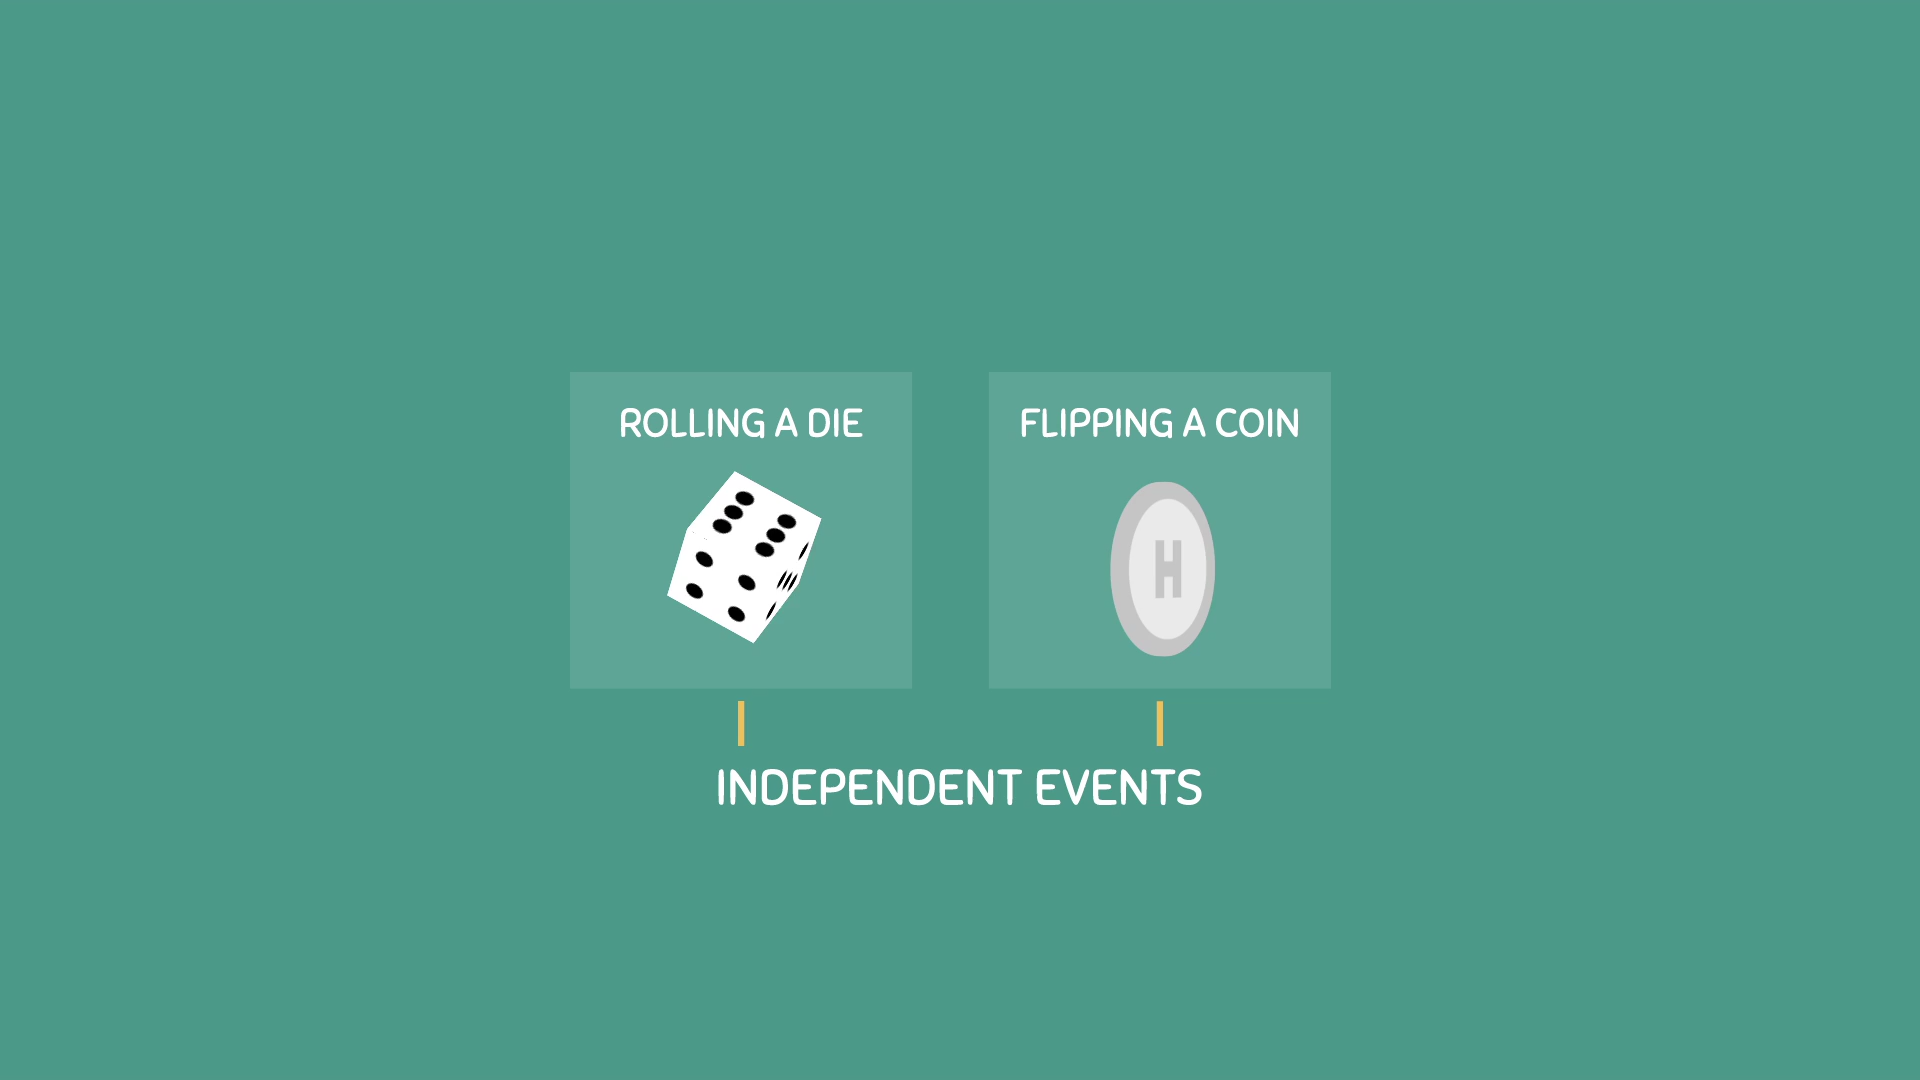 ROLLING A DIE
FLIPPING A COIN
H
INDEPENDENT EVENTS